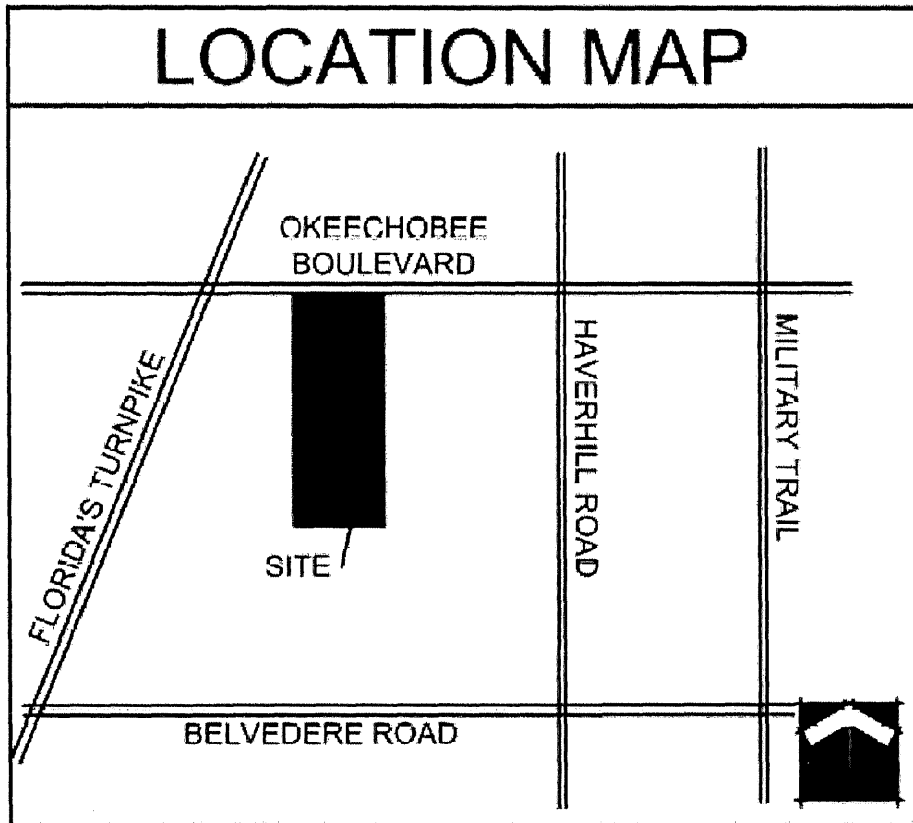 LOCATION MAP
OKEECHOBEE
BOULEVARD
FLORIDA'S TURNPIKE
HAVERHILL ROAD
MILITARY TRAIL
SITE
BELVEDERE ROAD